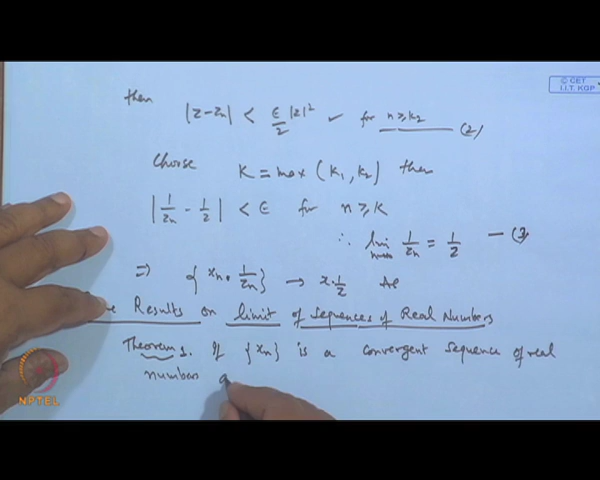 © CET
I.I.T. KGP
then |z-zn| < ε/2 |z|² ✓ for n ≥ k2 (2)
Choose K = max (k1, k2) then
|1/zn - 1/z| < ε for n ≥ K
∴ lim 1/zn = 1/z — (3)
⇒ {xn · 1/zn} → x · 1/z
Results on limit of Sequences of Real Numbers
Theorem 1. If {xn} is a convergent sequence of real
numbers
NPTEL